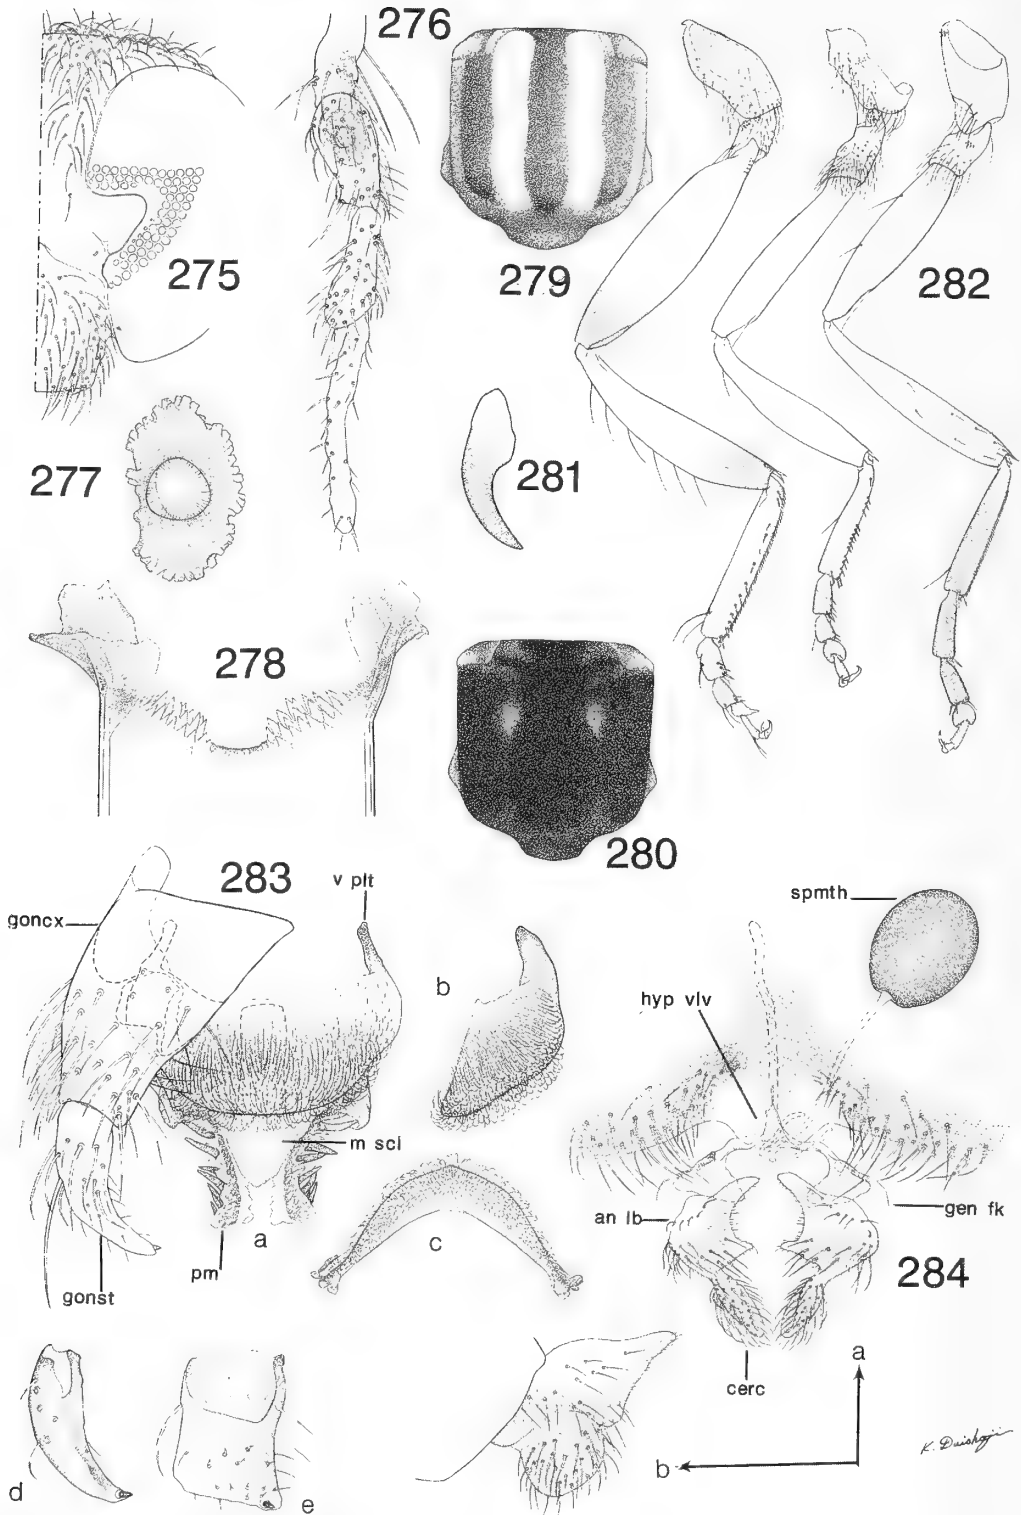 276
275
279
282
277
281
278
280
283
v plt
goncx
spmth
b
hyp vlv
m scl
a
c
an lb
gen fk
284
pm
gonst
cerc
a
b
d
e